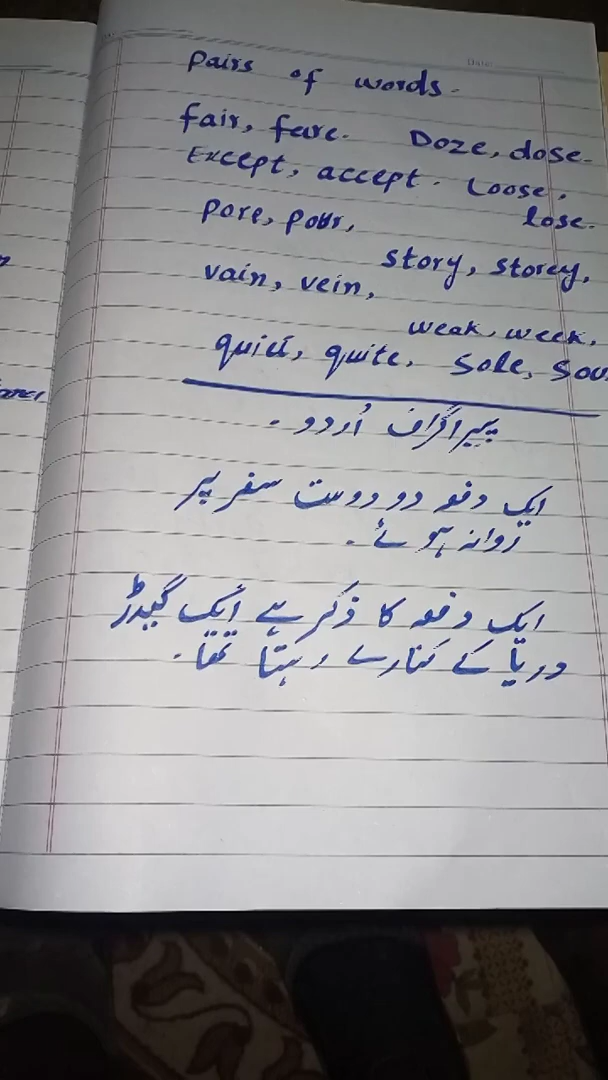 Date:
Pairs of words.
fair, fare. Doze, dose.
Except, accept. Loose,
lose.
Pore, pour,
story, storey,
vain, vein,
weak, week,
quiet, quite. Sole, Sou
پیراگراف اُردو۔
ایک دفعہ دو دوست سفر پر
روانہ ہوئے۔
ایک دفعہ کا ذکر ہے ایک گیدڑ
دریا کے کنارے رہتا تھا۔